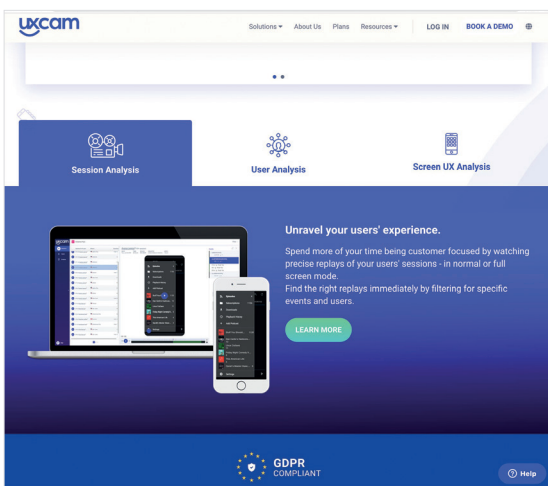 uxcam
Solutions About Us Plans Resources LOG IN BOOK A DEMO
Session Analysis
User Analysis
Screen UX Analysis
Unravel your users' experience.
Spend more of your time being customer focused by watching
precise replays of your users' sessions - in normal or full
screen mode.
Find the right replays immediately by filtering for specific
events and users.
LEARN MORE
GDPR
COMPLIANT
Help